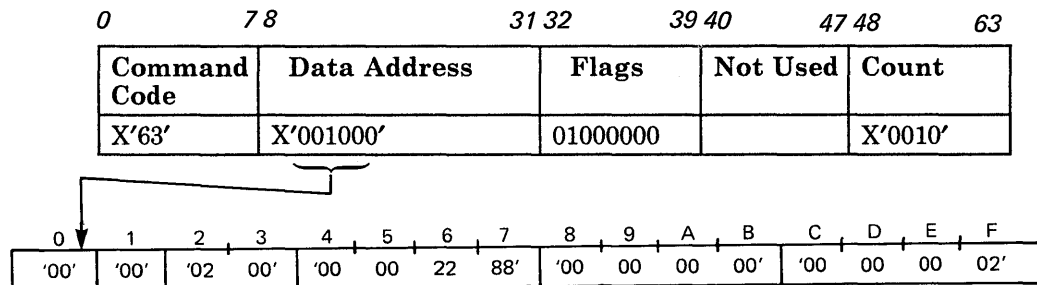 0 7 8 31 32 39 40 47 48 63
Command Data Address Flags Not Used Count
Code
X'63' X'001000' 01000000 X'0010'
0 1 2 3 4 5 6 7 8 9 A B C D E F
'00' '00' '02 00' '00 00 22 88' '00 00 00 00' '00 00 00 02'